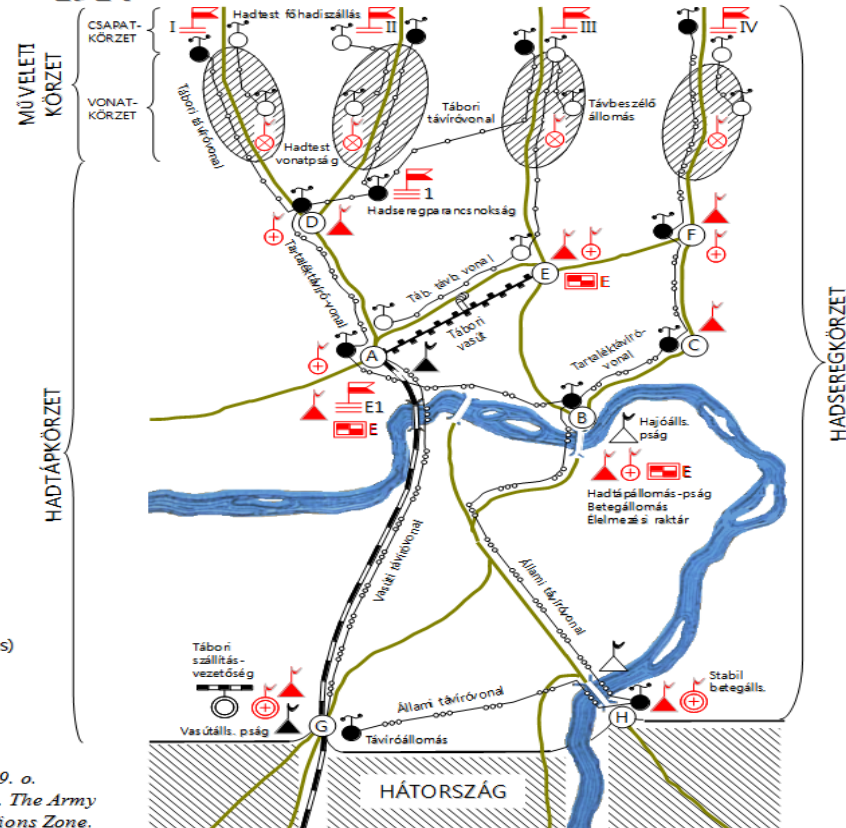 CSAPAT-
KÖRZET
VONAT-
KÖRZET
MŰVELETI
KÖRZET
HADTÁPKÖRZET
HADSEREGKÖRZET
I
Hadtest főhadiszállás
II
III
IV
Tábori távíróvonal
Hadtest
vonatpság
Tábori
távíróvonal
Távbeszélő
állomás
1
Hadseregparancsnokság
D
F
Tartaléktávíró-vonal
Táb. távb. vonal
E
E
Tábori
vasút
Tartaléktávíró-
vonal
C
A
E1
E
B
Hajóálls.
pság
E
Hadtápállomás-pság
Betegállomás
Élelmezési raktár
Vasúti távíróvonal
Állami távíróvonal
s)
Tábori
szállítás-
vezetőség
Vasútálls. pság
G
Állami távíróvonal
Távíróállomás
Stabil
betegálls.
H
HÁTORSZÁG
9. o.
. The Army
ions Zone.